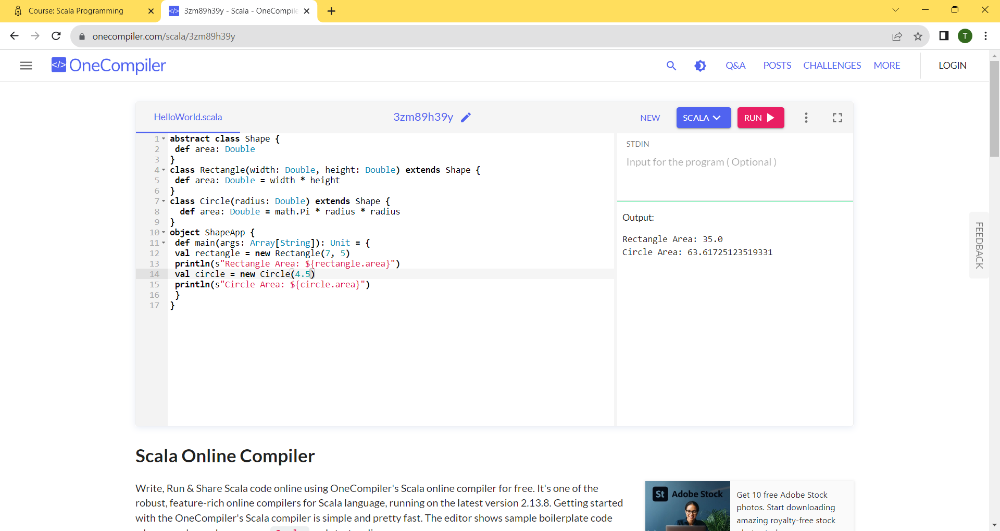 Course: Scala Programming
3zm89h39y - Scala - OneCompile
onecompiler.com/scala/3zm89h39y
T
</> OneCompiler
Q&A POSTS CHALLENGES MORE LOGIN
HelloWorld.scala
3zm89h39y
NEW SCALA RUN
1 abstract class Shape {
2 def area: Double
3 }
4 class Rectangle(width: Double, height: Double) extends Shape {
5 def area: Double = width * height
6 }
7 class Circle(radius: Double) extends Shape {
8 def area: Double = math.Pi * radius * radius
9 }
10 object ShapeApp {
11 def main(args: Array[String]): Unit = {
12 val rectangle = new Rectangle(7, 5)
13 println(s"Rectangle Area: ${rectangle.area}")
14 val circle = new Circle(4.5)
15 println(s"Circle Area: ${circle.area}")
16 }
17 }
STDIN
Input for the program ( Optional )
Output:
Rectangle Area: 35.0
Circle Area: 63.61725123519331
FEEDBACK
Scala Online Compiler
Write, Run & Share Scala code online using OneCompiler's Scala online compiler for free. It's one of the
robust, feature-rich online compilers for Scala language, running on the latest version 2.13.8. Getting started
with the OneCompiler's Scala compiler is simple and pretty fast. The editor shows sample boilerplate code
St Adobe Stock
Get 10 free Adobe Stock
photos. Start downloading
amazing royalty-free stock